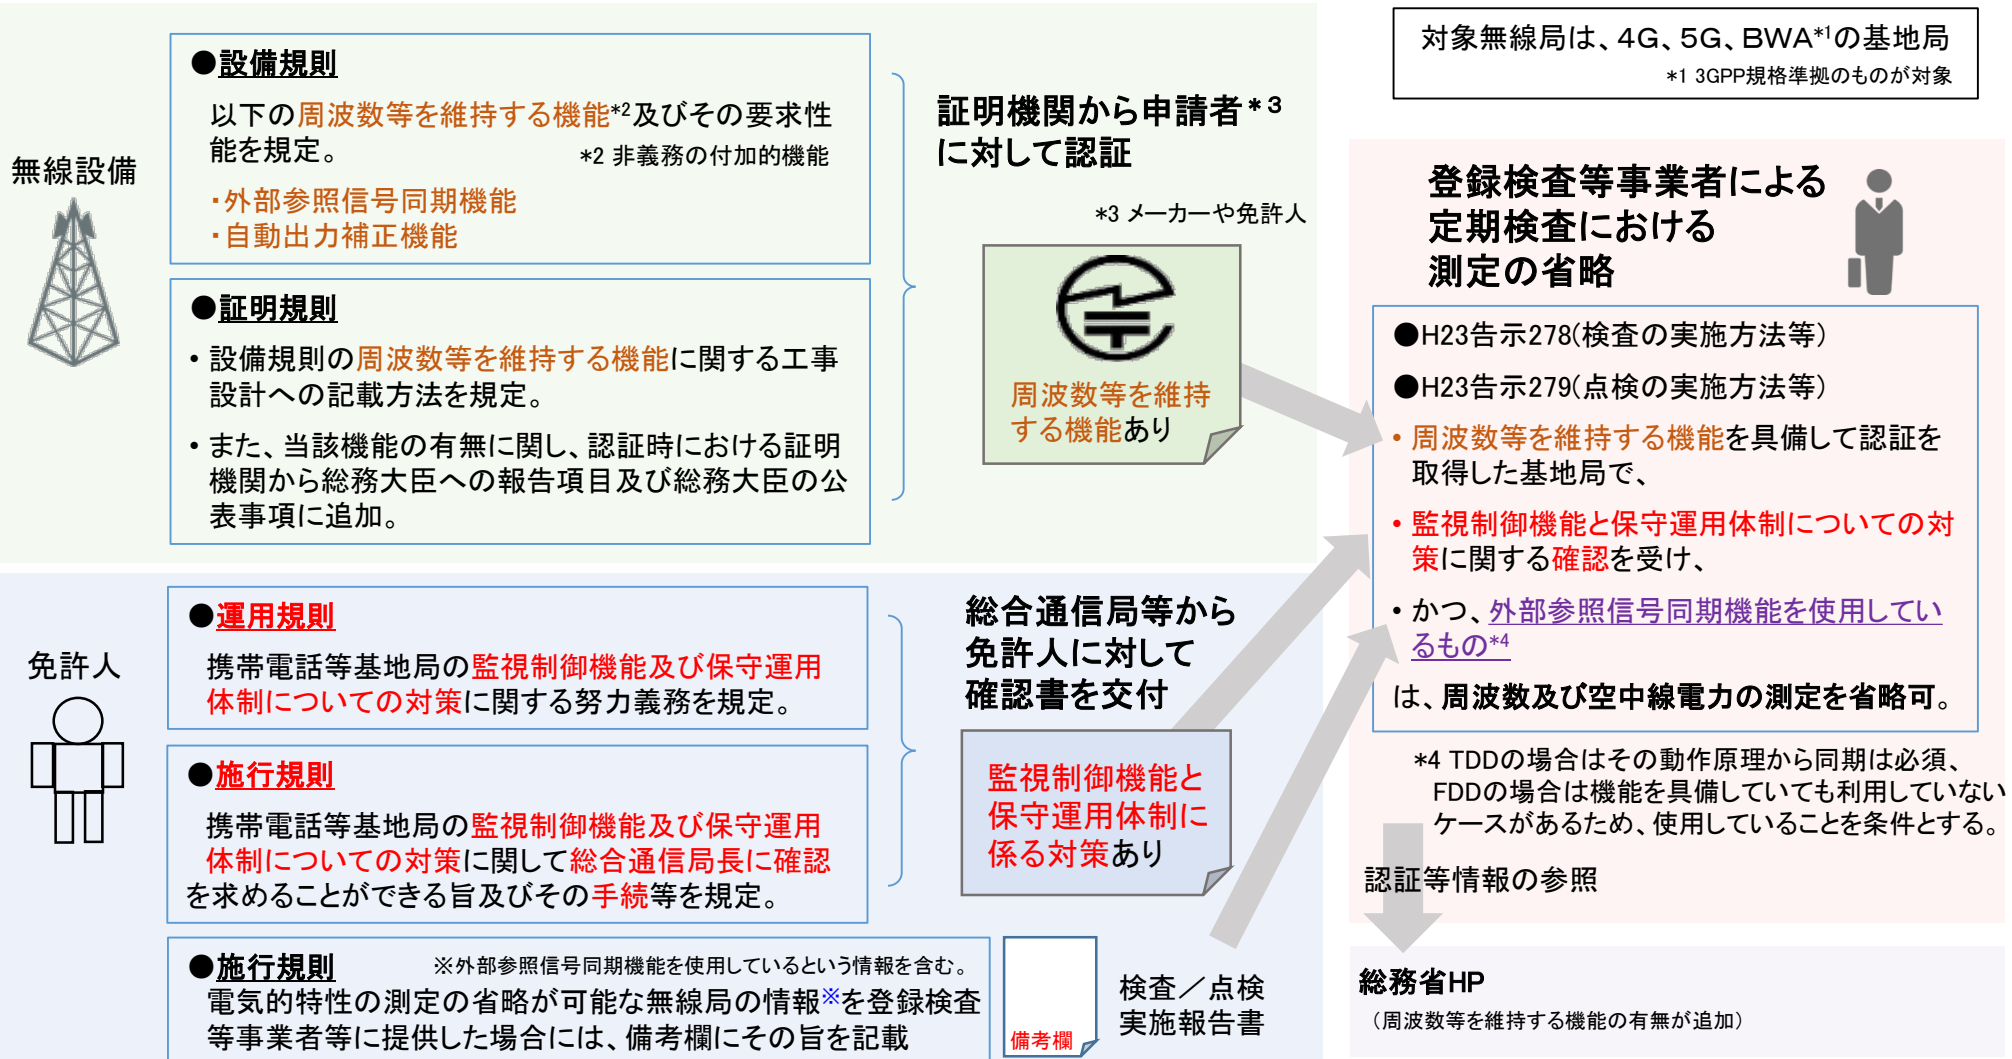 無線設備
●設備規則
以下の周波数等を維持する機能*2及びその要求性
能を規定。
*2 非義務の付加的機能
・外部参照信号同期機能
・自動出力補正機能
●証明規則
• 設備規則の周波数等を維持する機能に関する工事
設計への記載方法を規定。
• また、当該機能の有無に関し、認証時における証明
機関から総務大臣への報告項目及び総務大臣の公
表事項に追加。
証明機関から申請者*3
に対して認証
*3 メーカーや免許人
周波数等を維持
する機能あり
免許人
●運用規則
携帯電話等基地局の監視制御機能及び保守運用
体制についての対策に関する努力義務を規定。
●施行規則
携帯電話等基地局の監視制御機能及び保守運用
体制についての対策に関して総合通信局長に確認
を求めることができる旨及びその手続等を規定。
総合通信局等から
免許人に対して
確認書を交付
監視制御機能と
保守運用体制に
係る対策あり
●施行規則
※外部参照信号同期機能を使用しているという情報を含む。
電気的特性の測定の省略が可能な無線局の情報※を登録検査
等事業者等に提供した場合には、備考欄にその旨を記載
備考欄
検査／点検
実施報告書
対象無線局は、4G、5G、BWA*1の基地局
*1 3GPP規格準拠のものが対象
登録検査等事業者による
定期検査における
測定の省略
●H23告示278(検査の実施方法等)
●H23告示279(点検の実施方法等)
• 周波数等を維持する機能を具備して認証を
取得した基地局で、
• 監視制御機能と保守運用体制についての対
策に関する確認を受け、
• かつ、外部参照信号同期機能を使用してい
るもの*4
は、周波数及び空中線電力の測定を省略可。
*4 TDDの場合はその動作原理から同期は必須、
FDDの場合は機能を具備していても利用していない
ケースがあるため、使用していることを条件とする。
認証等情報の参照
総務省HP
（周波数等を維持する機能の有無が追加）